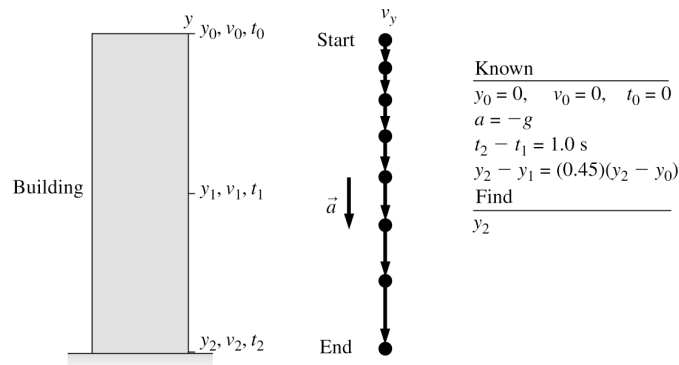 y
y₀, v₀, t₀
Building
y₁, v₁, t₁
y₂, v₂, t₂
v_y
Start
a⃗
End
Known
y₀ = 0, v₀ = 0, t₀ = 0
a = −g
t₂ − t₁ = 1.0 s
y₂ − y₁ = (0.45)(y₂ − y₀)
Find
y₂